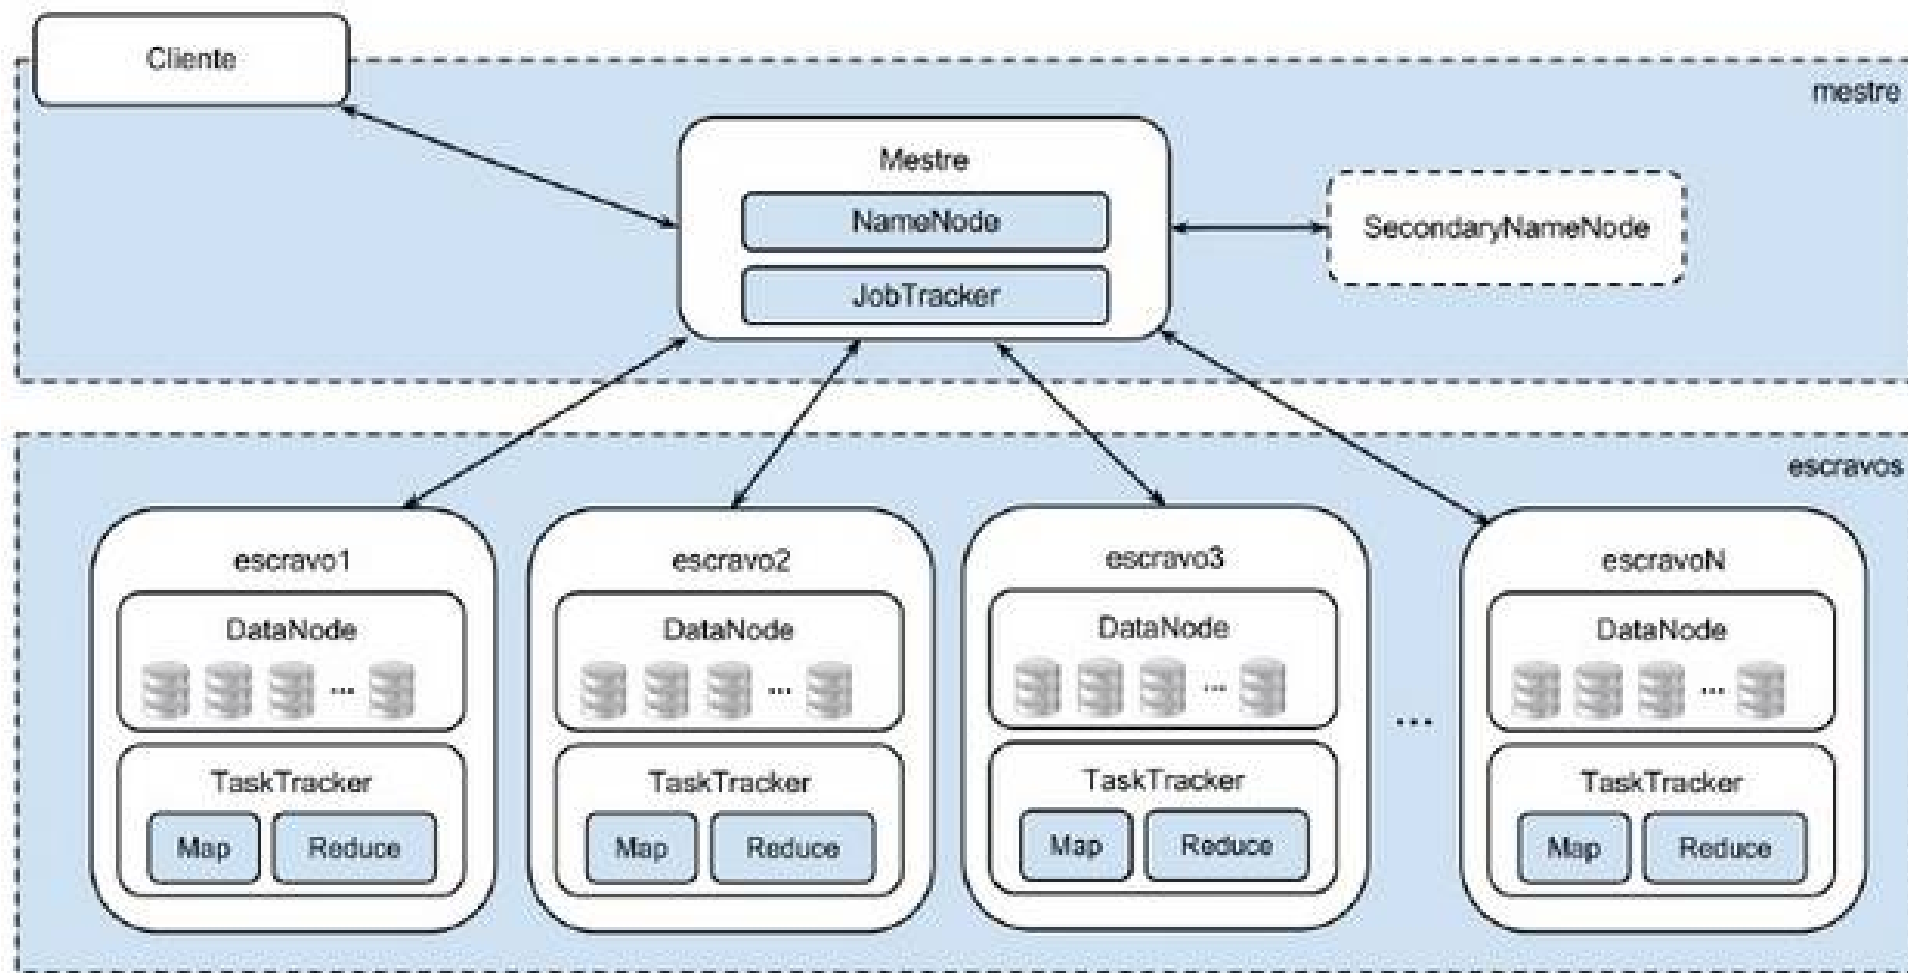 Cliente
mestre
Mestre
NameNode
SecondaryNameNode
JobTracker
escravos
escravo1
DataNode
...
TaskTracker
Map
Reduce
escravo2
DataNode
...
TaskTracker
Map
Reduce
escravo3
DataNode
...
TaskTracker
Map
Reduce
...
escravoN
DataNode
...
TaskTracker
Map
Reduce